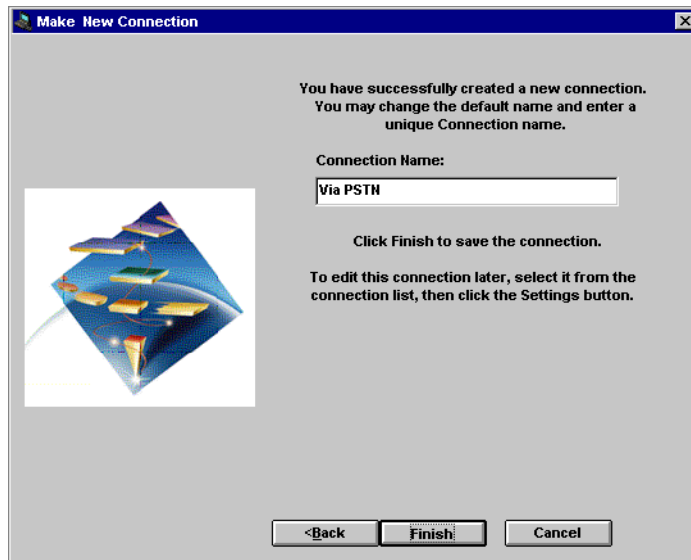 Make New Connection
You have successfully created a new connection.
You may change the default name and enter a
unique Connection name.
Connection Name:
Via PSTN
Click Finish to save the connection.
To edit this connection later, select it from the
connection list, then click the Settings button.
<Back
Finish
Cancel